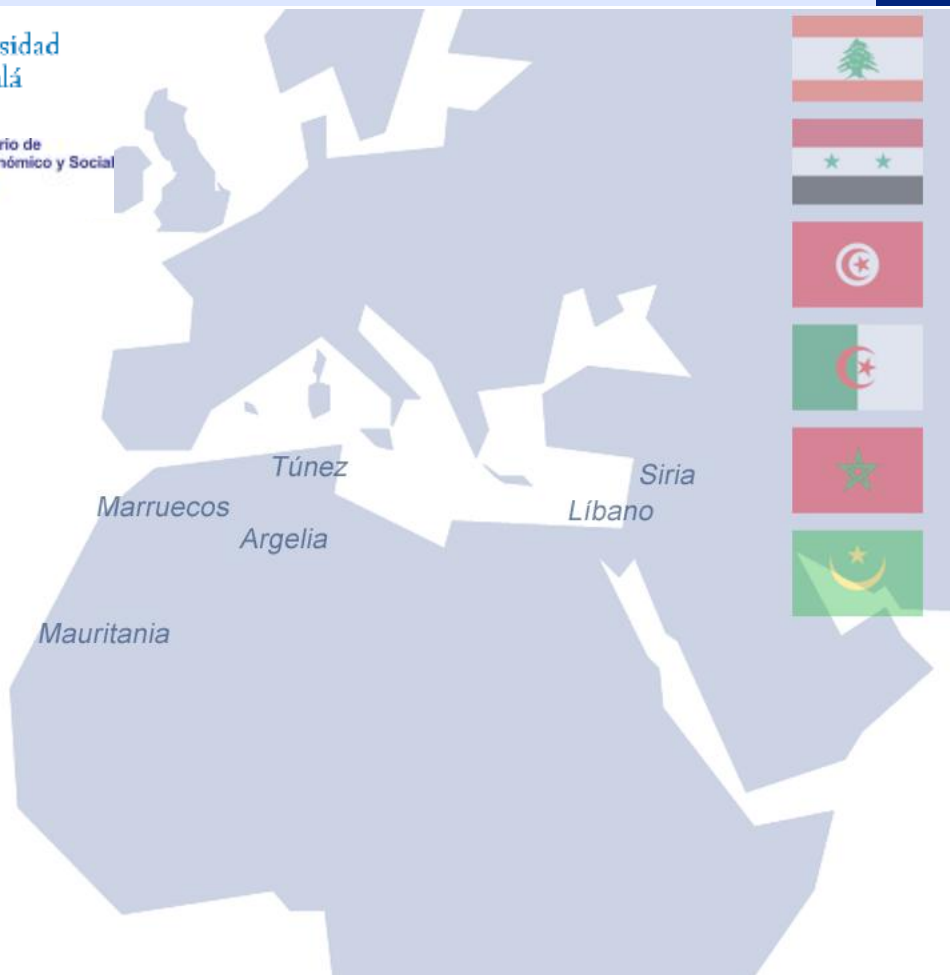 sidad
lá
rio de
nómico y Social
Túnez
Siria
Marruecos
Líbano
Argelia
Mauritania